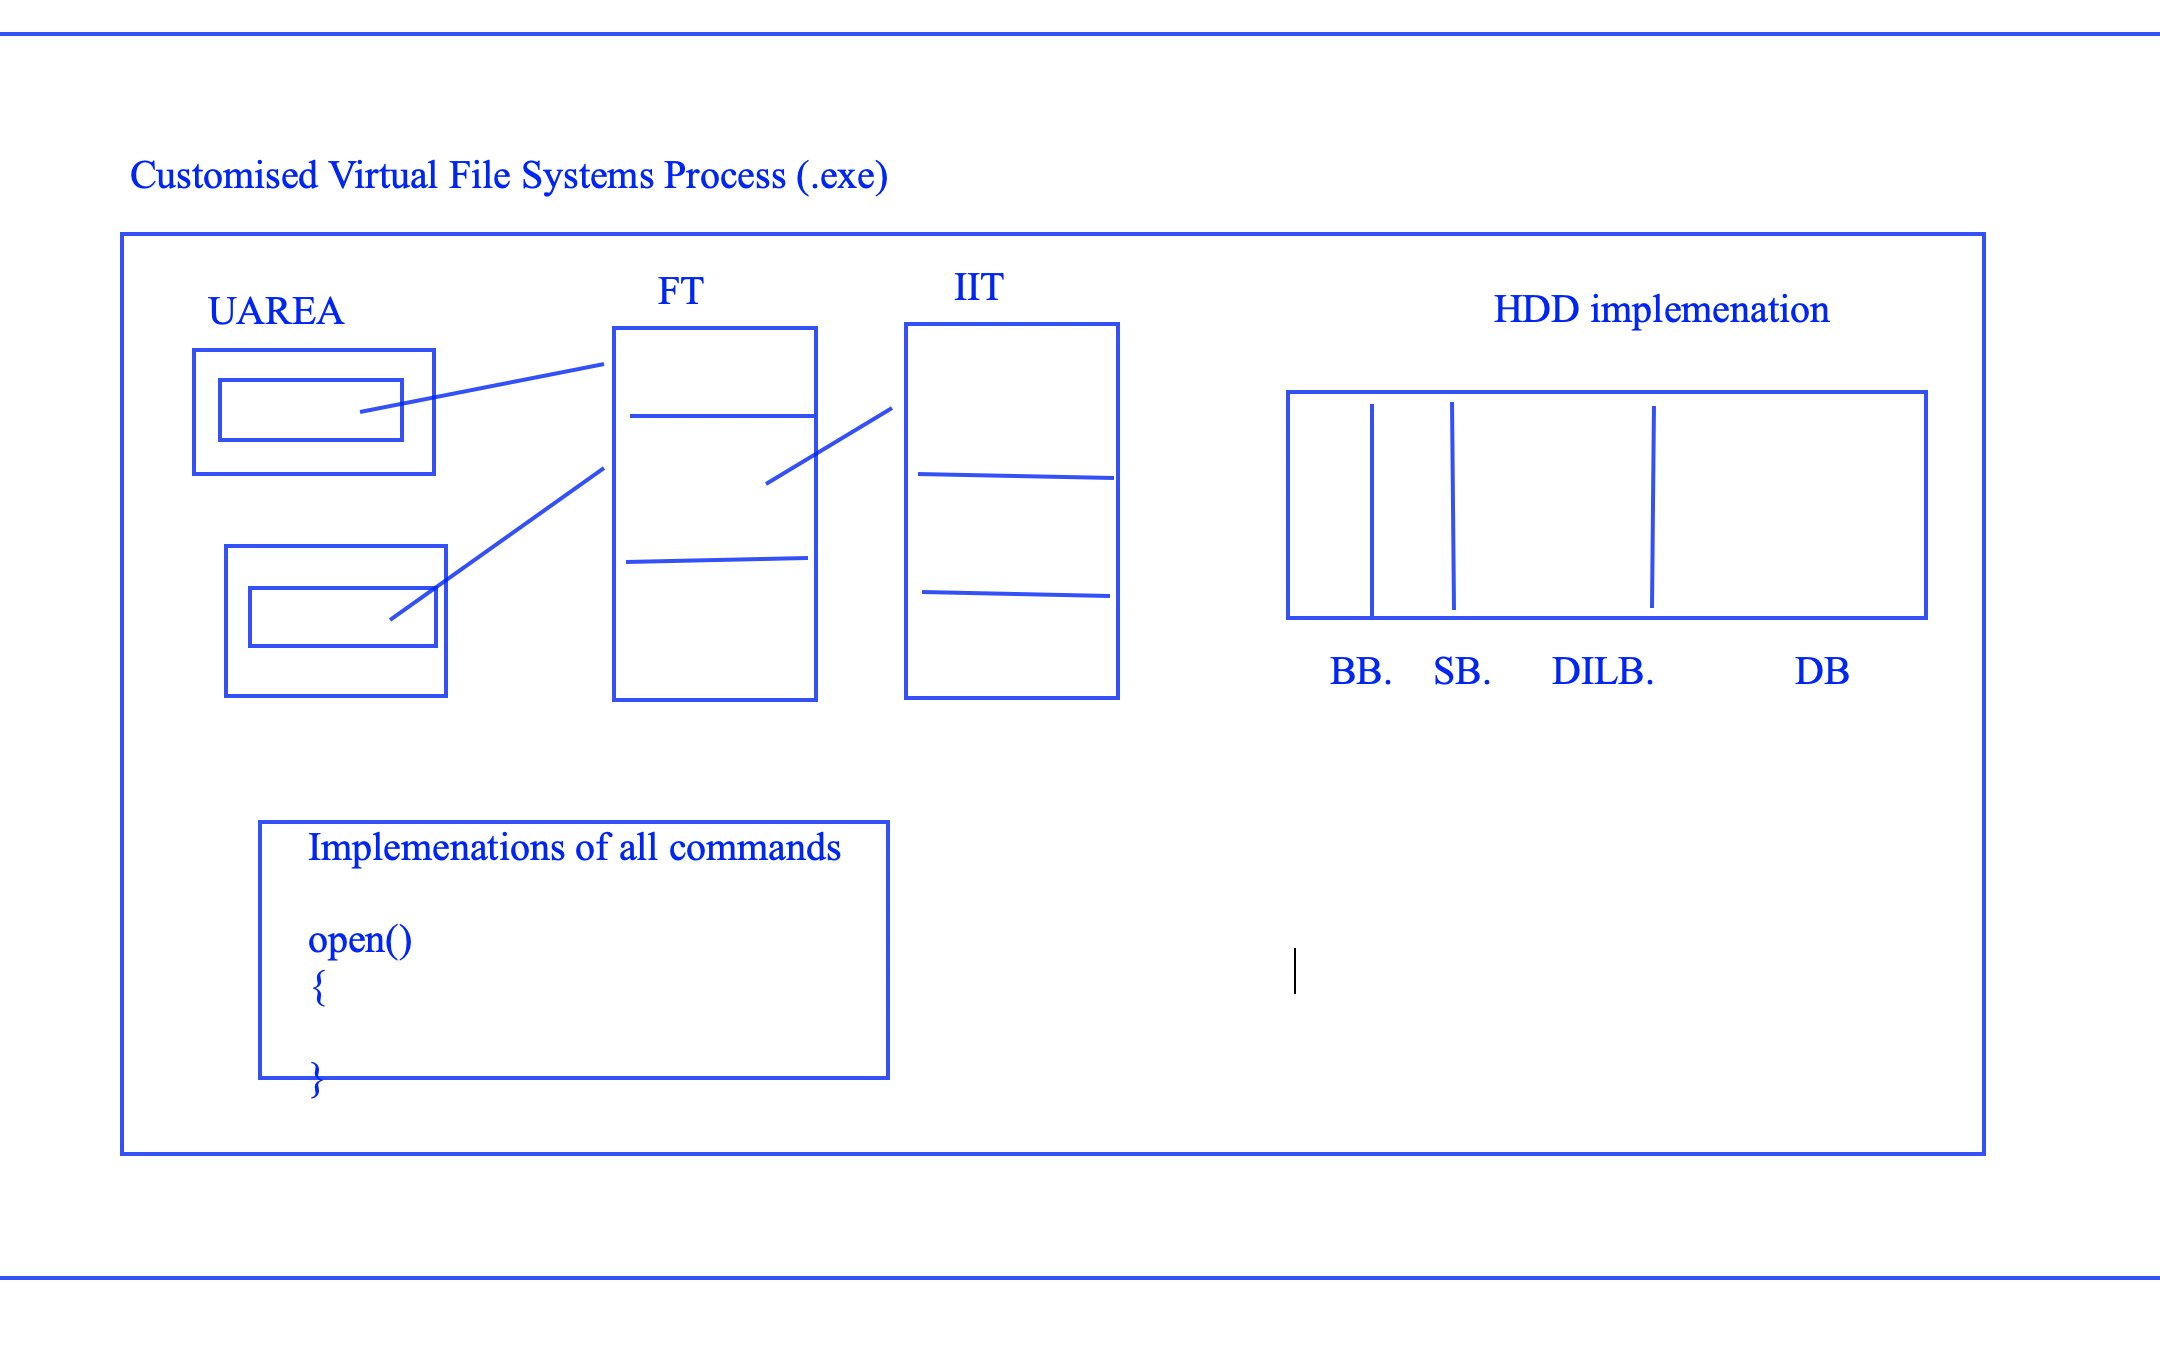 Customised Virtual File Systems Process (.exe)
UAREA
FT
IIT
HDD implemenation
BB. SB. DILB. DB
Implemenations of all commands
open()
{
}